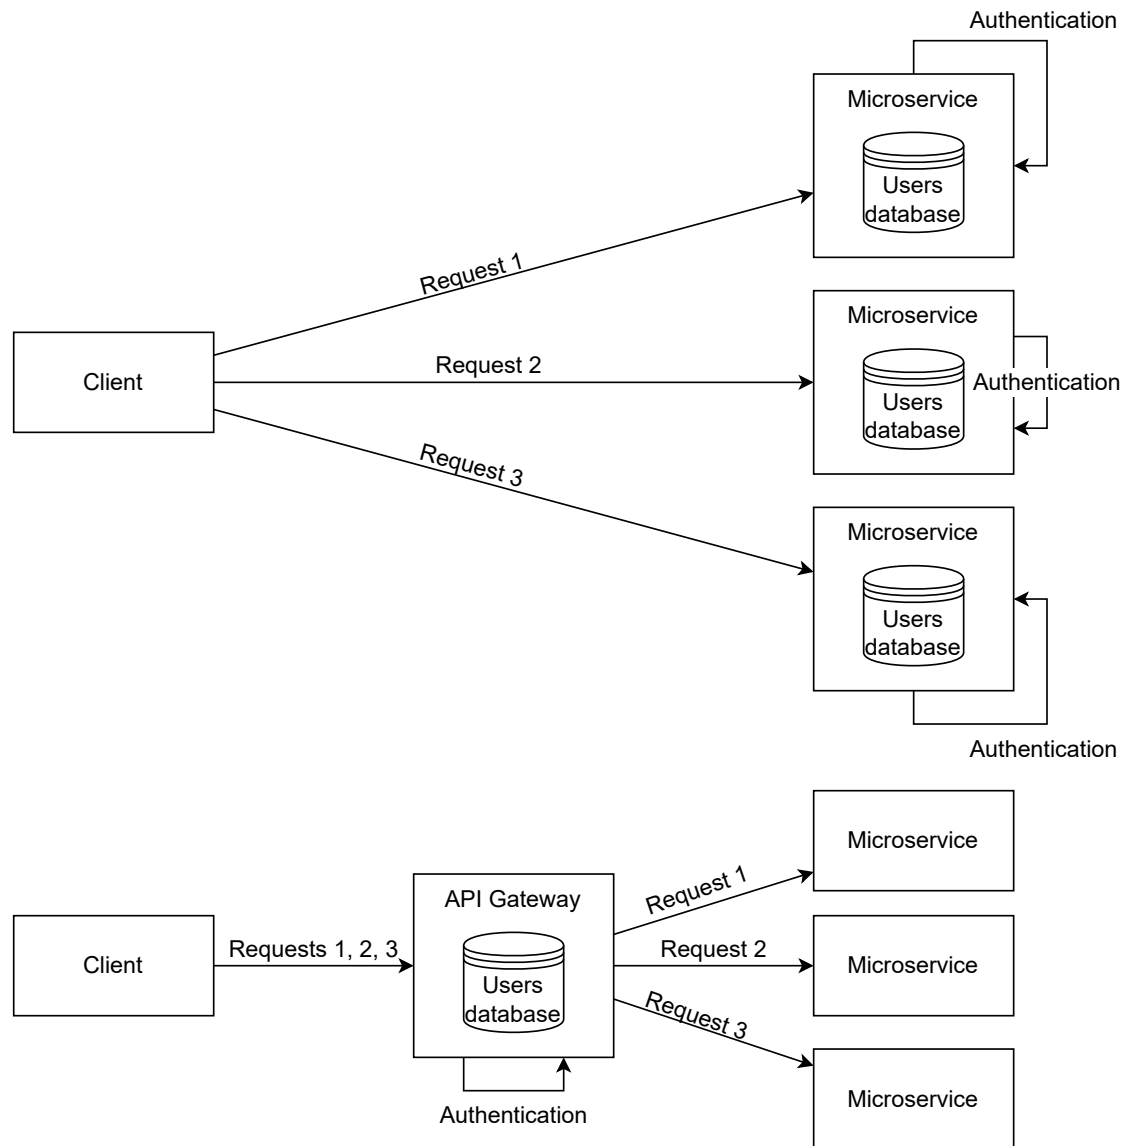 Authentication
Microservice
Users
database
Request 1
Microservice
Client
Request 2
Users
database
Authentication
Request 3
Microservice
Users
database
Authentication
Microservice
API Gateway
Request 1
Client
Requests 1, 2, 3
Users
database
Request 2
Microservice
Request 3
Authentication
Microservice